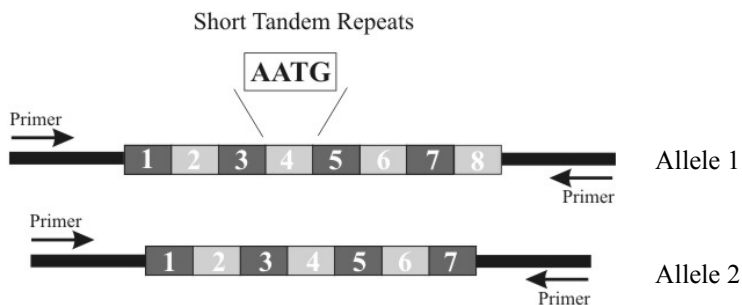 Short Tandem Repeats
AATG
Primer
1 2 3 4 5 6 7 8
Allele 1
Primer
Primer
1 2 3 4 5 6 7
Allele 2
Primer